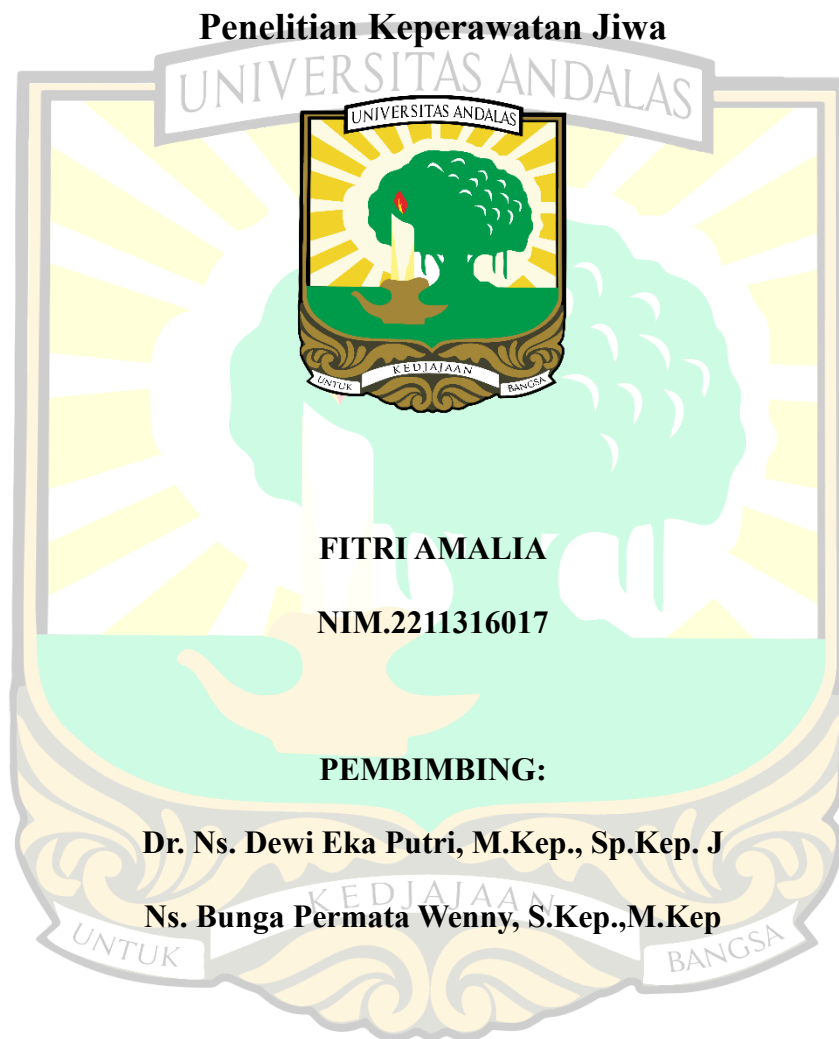 Penelitian Keperawatan Jiwa
UNIVERSITAS ANDALAS
UNIVERSITAS ANDALAS
UNTUK KEDJAJAAN BANGSA
FITRI AMALIA
NIM.2211316017
PEMBIMBING:
Dr. Ns. Dewi Eka Putri, M.Kep., Sp.Kep. J
KEDJAJAAN
Ns. Bunga Permata Wenny, S.Kep.,M.Kep
UNTUK BANGSA